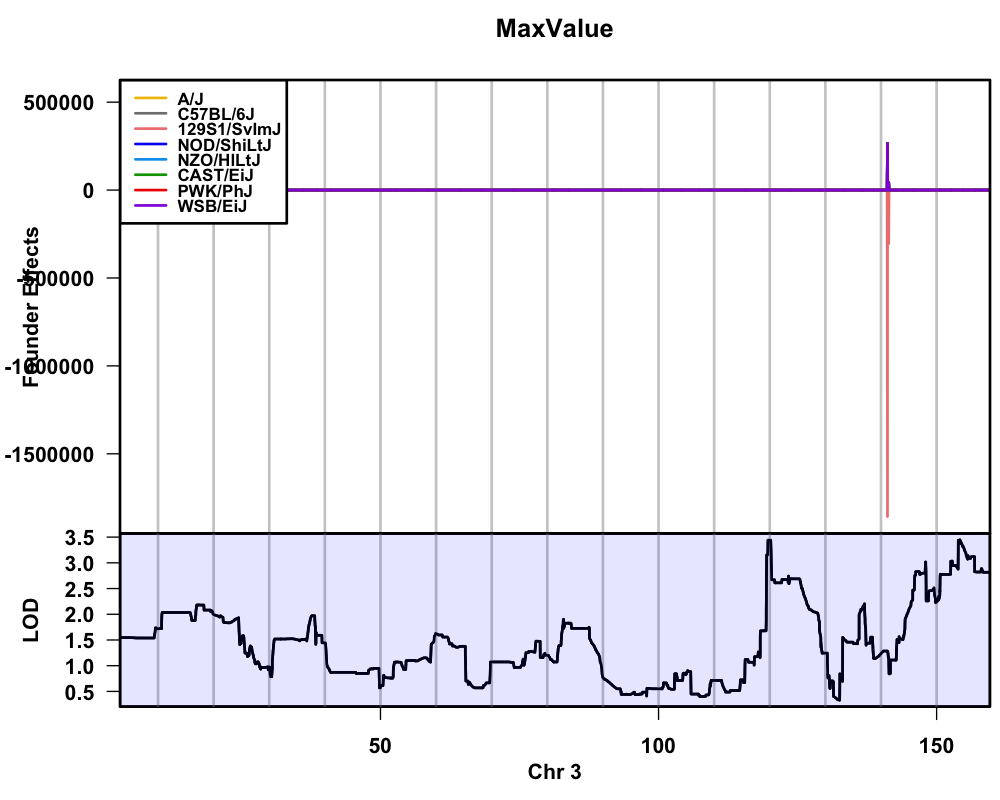 MaxValue
500000
0
-500000
-1000000
-1500000
Founder Effects
A/J
C57BL/6J
129S1/SvImJ
NOD/ShiLtJ
NZO/HlLtJ
CAST/EiJ
PWK/PhJ
WSB/EiJ
3.5
3.0
2.5
2.0
1.5
1.0
0.5
LOD
50
100
150
Chr 3